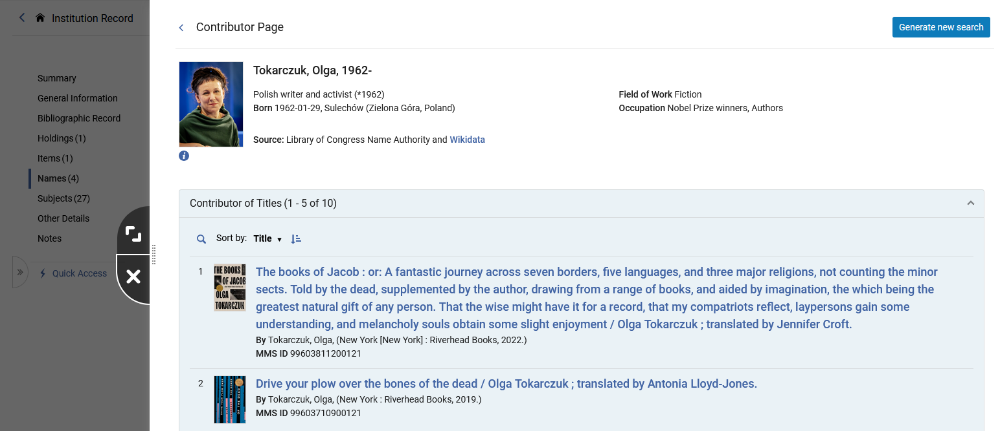 Institution Record
Summary
General Information
Bibliographic Record
Holdings (1)
Items (1)
Names (4)
Subjects (27)
Other Details
Notes
Quick Access
Contributor Page
Generate new search
Tokarczuk, Olga, 1962-
Polish writer and activist (*1962)
Born 1962-01-29, Sulechów (Zielona Góra, Poland)
Field of Work Fiction
Occupation Nobel Prize winners, Authors
Source: Library of Congress Name Authority and Wikidata
Contributor of Titles (1 - 5 of 10)
Sort by: Title
1
THE BOOKS
OF JACOB
OLGA
TOKARCZUK
The books of Jacob : or: A fantastic journey across seven borders, five languages, and three major religions, not counting the minor
sects. Told by the dead, supplemented by the author, drawing from a range of books, and aided by imagination, the which being the
greatest natural gift of any person. That the wise might have it for a record, that my compatriots reflect, laypersons gain some
understanding, and melancholy souls obtain some slight enjoyment / Olga Tokarczuk ; translated by Jennifer Croft.
By Tokarczuk, Olga, (New York [New York] : Riverhead Books, 2022.)
MMS ID 99603811200121
2
Drive your plow over the bones of the dead / Olga Tokarczuk ; translated by Antonia Lloyd-Jones.
By Tokarczuk, Olga, (New York : Riverhead Books, 2019.)
MMS ID 99603710900121